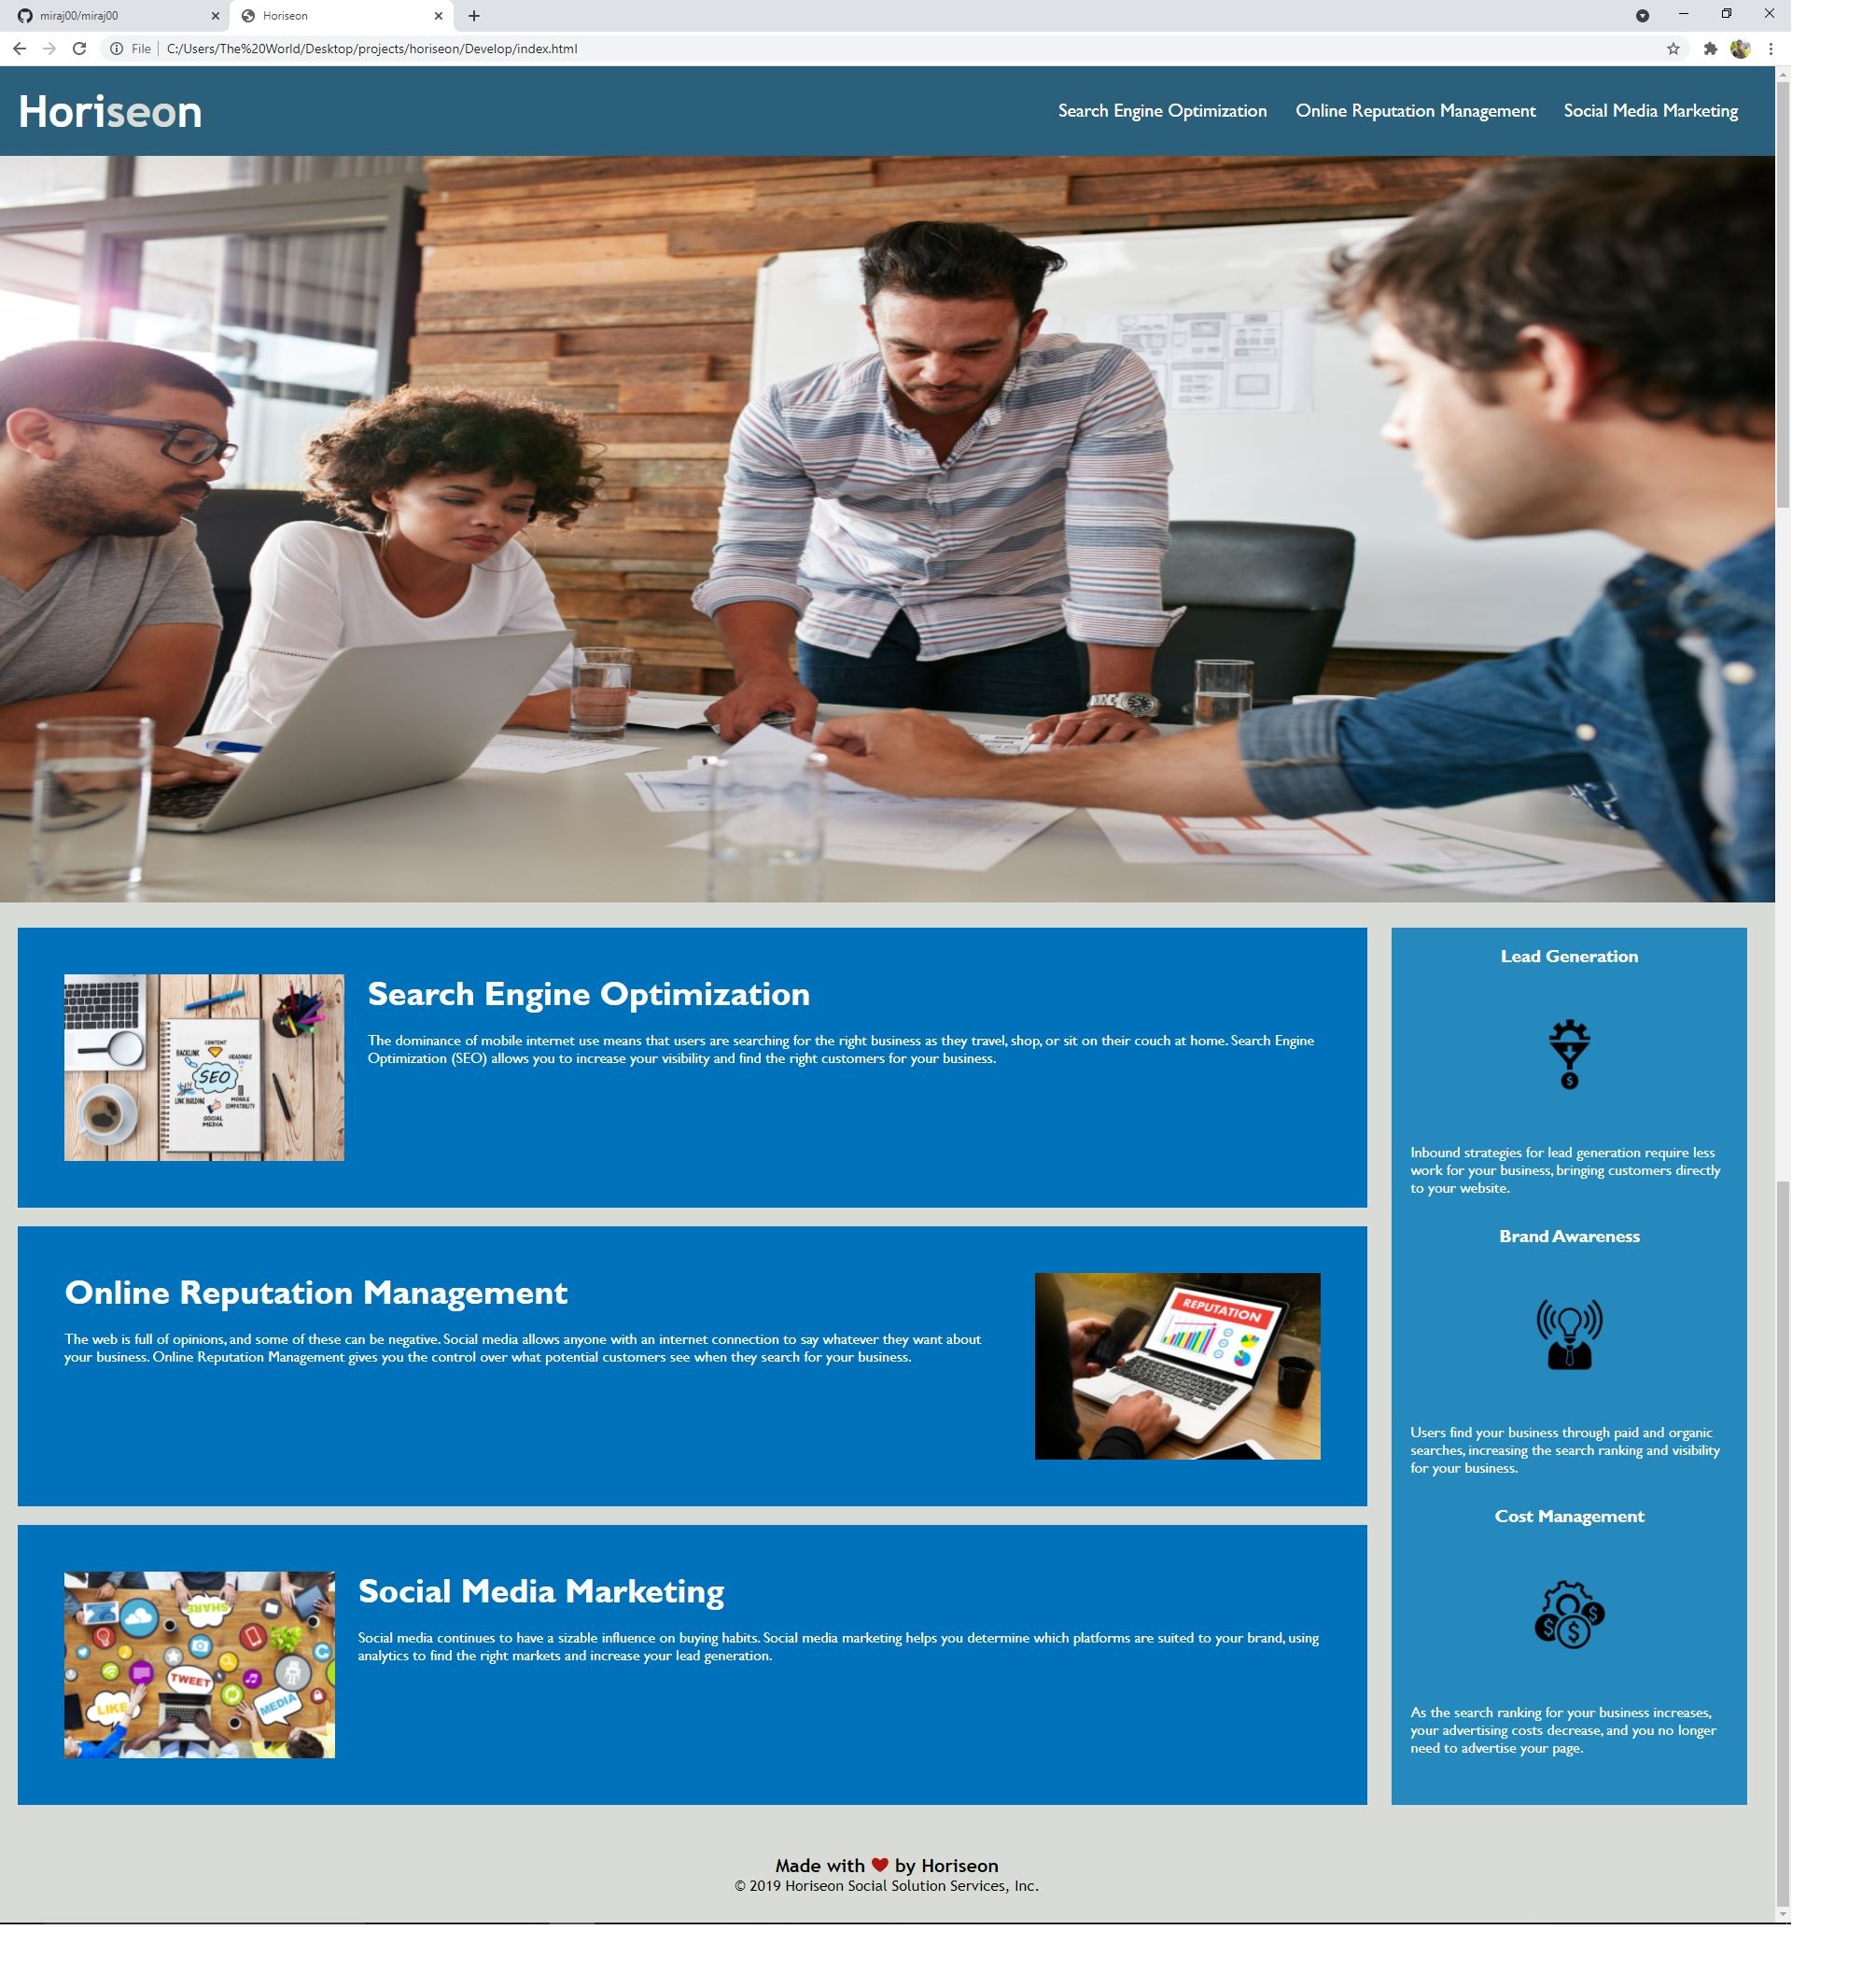 miraj00/miraj00
Horiseon
File C:/Users/The%20World/Desktop/projects/horiseon/Develop/index.html
Horiseon
Search Engine Optimization
Online Reputation Management
Social Media Marketing
CONTENT
BACKLINK
HEADINGS
SEO
LINK BUILDING
MOBILE
COMPATIBILITY
SOCIAL
MEDIA
Search Engine Optimization
The dominance of mobile internet use means that users are searching for the right business as they travel, shop, or sit on their couch at home. Search Engine
Optimization (SEO) allows you to increase your visibility and find the right customers for your business.
Online Reputation Management
The web is full of opinions, and some of these can be negative. Social media allows anyone with an internet connection to say whatever they want about
your business. Online Reputation Management gives you the control over what potential customers see when they search for your business.
REPUTATION
SHARE
TWEET
LIKE
MEDIA
Social Media Marketing
Social media continues to have a sizable influence on buying habits. Social media marketing helps you determine which platforms are suited to your brand, using
analytics to find the right markets and increase your lead generation.
Lead Generation
$
Inbound strategies for lead generation require less
work for your business, bringing customers directly
to your website.
Brand Awareness
Users find your business through paid and organic
searches, increasing the search ranking and visibility
for your business.
Cost Management
$ $ $
As the search ranking for your business increases,
your advertising costs decrease, and you no longer
need to advertise your page.
Made with ❤ by Horiseon
© 2019 Horiseon Social Solution Services, Inc.